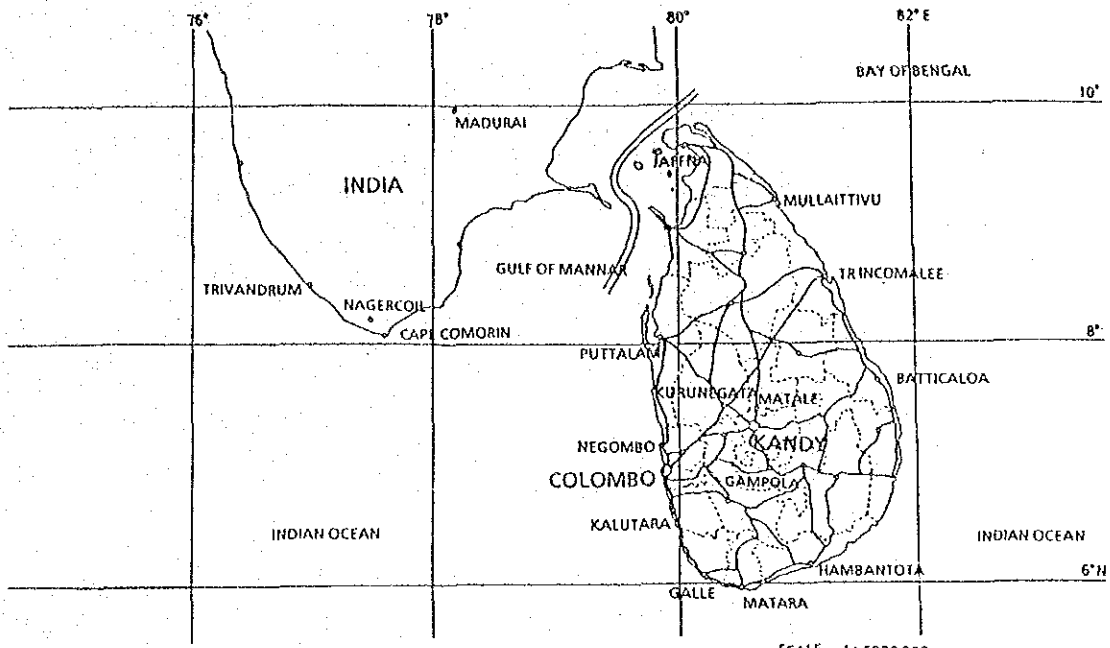 76°
78°
80°
82° E
BAY OF BENGAL
10°
MADURAI
JAFFNA
INDIA
MULLAITTIVU
GULF OF MANNAR
TRINCOMALEE
TRIVANDRUM
NAGERCOIL
CAPE COMORIN
8°
PUTTALAM
BATTICALOA
KURUNEGATA
MATALE
NEGOMBO
KANDY
COLOMBO
GAMPOLA
KALUTARA
INDIAN OCEAN
INDIAN OCEAN
HAMBANTOTA
6°N
GALLE
MATARA